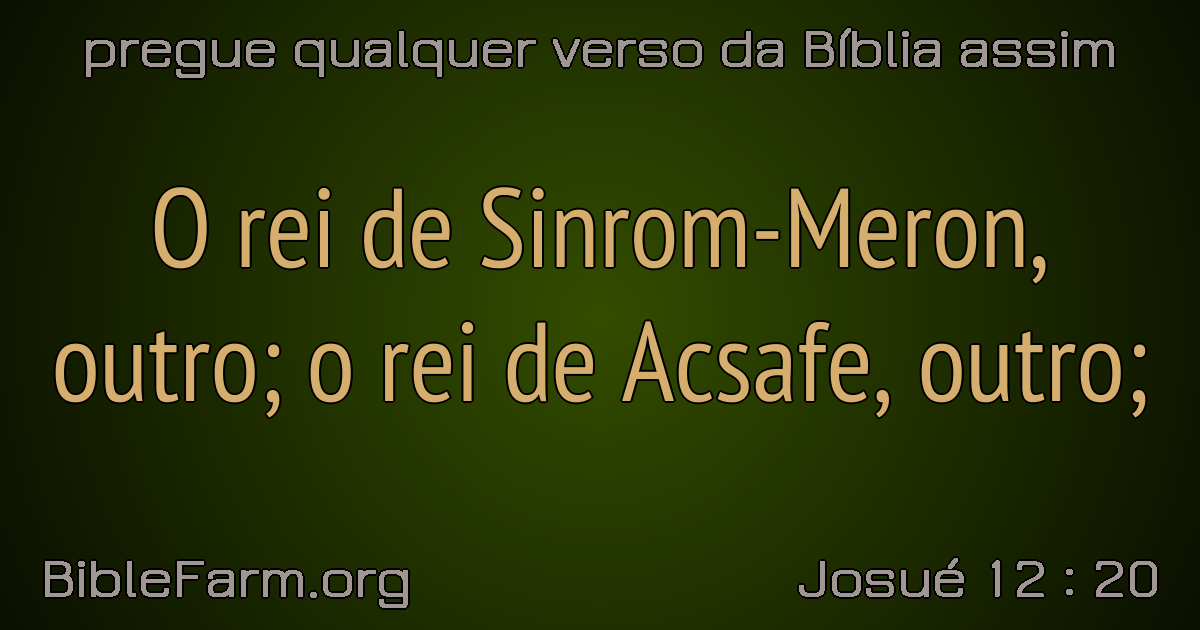 pregue qualquer verso da Bíblia assim
O rei de Sinrom-Meron,
outro; o rei de Acsafe, outro;
BibleFarm.org
Josué 12 : 20